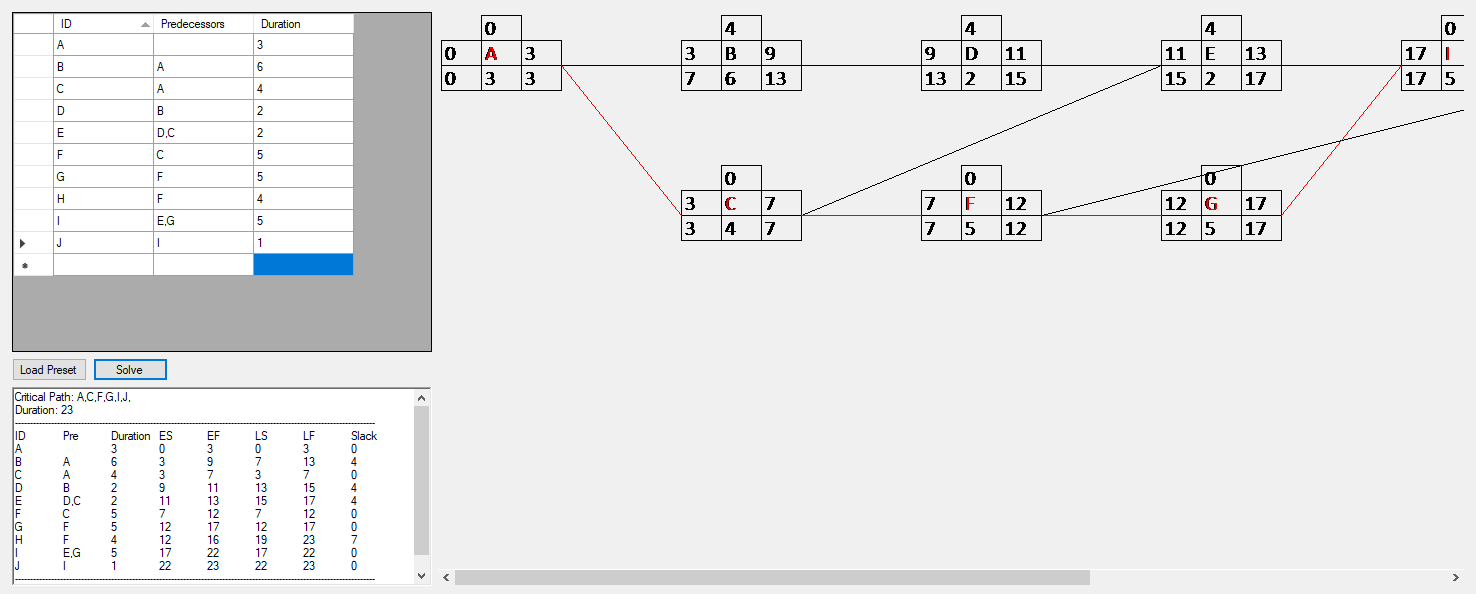 ID Predecessors Duration
A 3
B A 6
C A 4
D B 2
E D,C 2
F C 5
G F 5
H F 4
I E,G 5
J I 1
Load Preset Solve
Critical Path: A,C,F,G,I,J,
Duration: 23
ID Pre Duration ES EF LS LF Slack
A 3 0 3 0 3 0
B A 6 3 9 7 13 4
C A 4 3 7 3 7 0
D B 2 9 11 13 15 4
E D,C 2 11 13 15 17 4
F C 5 7 12 7 12 0
G F 5 12 17 12 17 0
H F 4 12 16 19 23 7
I E,G 5 17 22 17 22 0
J I 1 22 23 22 23 0
0 4 4 4 0
0 A 3 3 B 9 9 D 11 11 E 13 17 I
0 3 3 7 6 13 13 2 15 15 2 17 17 5
0 0 0
3 C 7 7 F 12 12 G 17
3 4 7 7 5 12 12 5 17